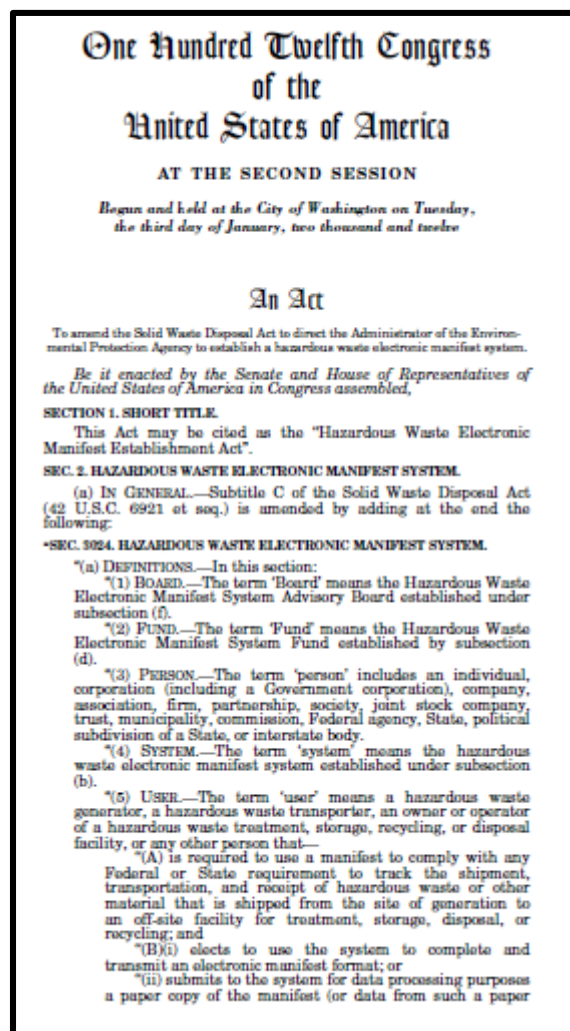 One Hundred Twelfth Congress
of the
United States of America
AT THE SECOND SESSION
Begun and held at the City of Washington on Tuesday,
the third day of January, two thousand and twelve
An Act
To amend the Solid Waste Disposal Act to direct the Administrator of the Environ-
mental Protection Agency to establish a hazardous waste electronic manifest system.
Be it enacted by the Senate and House of Representatives of
the United States of America in Congress assembled,
SECTION 1. SHORT TITLE.
This Act may be cited as the “Hazardous Waste Electronic
Manifest Establishment Act”.
SEC. 2. HAZARDOUS WASTE ELECTRONIC MANIFEST SYSTEM.
(a) IN GENERAL.—Subtitle C of the Solid Waste Disposal Act
(42 U.S.C. 6921 et seq.) is amended by adding at the end the
following:
“SEC. 3024. HAZARDOUS WASTE ELECTRONIC MANIFEST SYSTEM.
“(a) DEFINITIONS.—In this section:
“(1) BOARD.—The term ‘Board’ means the Hazardous Waste
Electronic Manifest System Advisory Board established under
subsection (f).
“(2) FUND.—The term ‘Fund’ means the Hazardous Waste
Electronic Manifest System Fund established by subsection
(d).
“(3) PERSON.—The term ‘person’ includes an individual,
corporation (including a Government corporation), company,
association, firm, partnership, society, joint stock company,
trust, municipality, commission, Federal agency, State, political
subdivision of a State, or interstate body.
“(4) SYSTEM.—The term ‘system’ means the hazardous
waste electronic manifest system established under subsection
(b).
“(5) USER.—The term ‘user’ means a hazardous waste
generator, a hazardous waste transporter, an owner or operator
of a hazardous waste treatment, storage, recycling, or disposal
facility, or any other person that—
“(A) is required to use a manifest to comply with any
Federal or State requirement to track the shipment,
transportation, and receipt of hazardous waste or other
material that is shipped from the site of generation to
an off-site facility for treatment, storage, disposal, or
recycling; and
“(B)(i) elects to use the system to complete and
transmit an electronic manifest format; or
“(ii) submits to the system for data processing purposes
a paper copy of the manifest (or data from such a paper